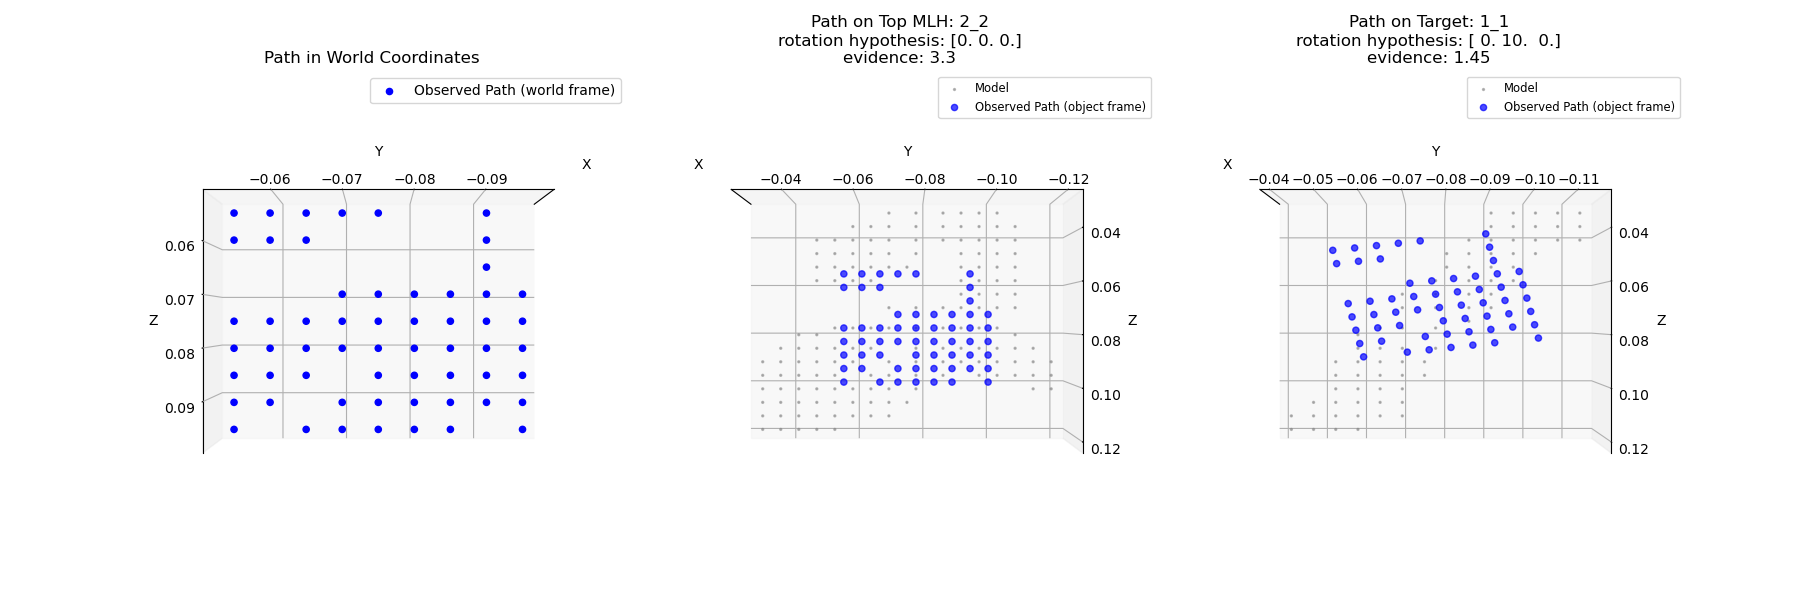 Path in World Coordinates
Observed Path (world frame)
Y
X
−0.06 −0.07 −0.08 −0.09
0.06
0.07
Z
0.08
0.09
Path on Top MLH: 2_2
rotation hypothesis: [0. 0. 0.]
evidence: 3.3
Model
Observed Path (object frame)
Y
X
−0.04 −0.06 −0.08 −0.10 −0.12
0.04
0.06
Z
0.08
0.10
0.12
Path on Target: 1_1
rotation hypothesis: [ 0. 10.  0.]
evidence: 1.45
Model
Observed Path (object frame)
Y
X
−0.04 −0.05 −0.06 −0.07 −0.08 −0.09 −0.10 −0.11
0.04
0.06
Z
0.08
0.10
0.12